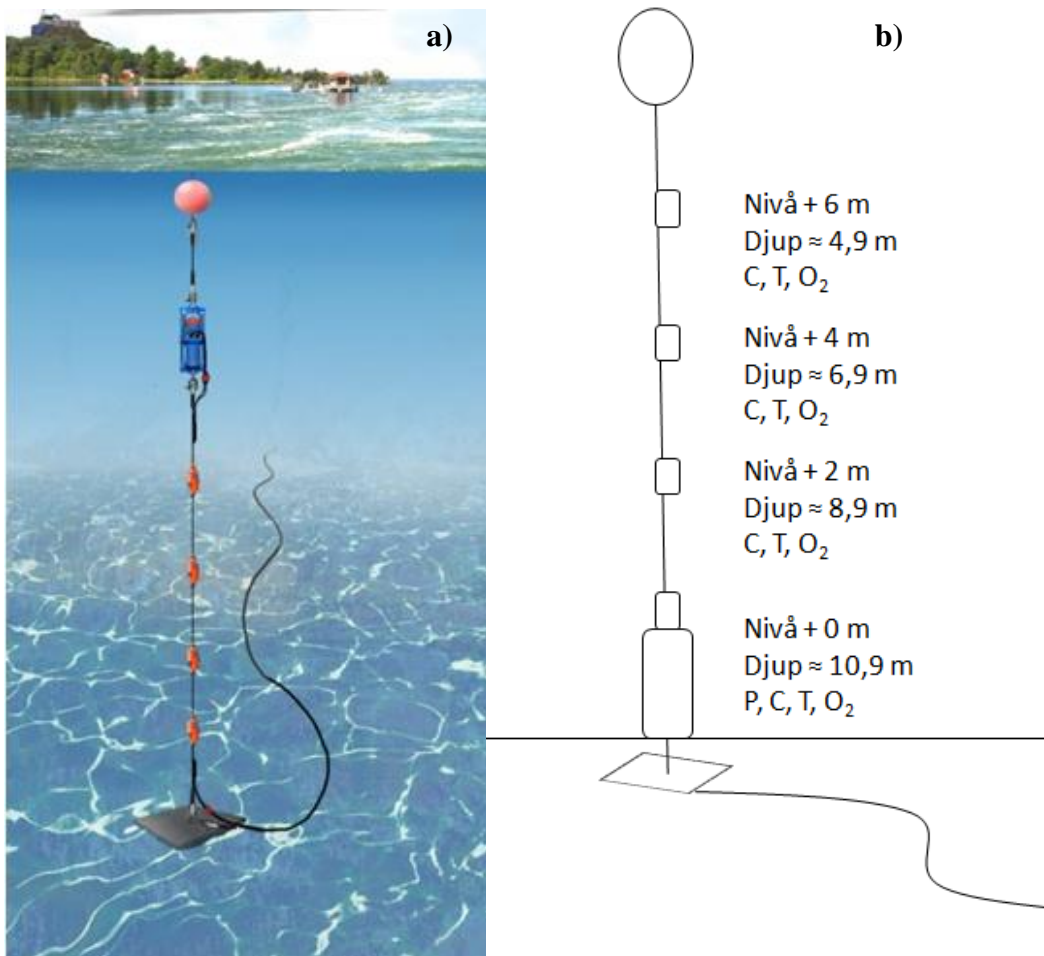 a)
b)
Nivå + 6 m
Djup ≈ 4,9 m
C, T, O₂
Nivå + 4 m
Djup ≈ 6,9 m
C, T, O₂
Nivå + 2 m
Djup ≈ 8,9 m
C, T, O₂
Nivå + 0 m
Djup ≈ 10,9 m
P, C, T, O₂